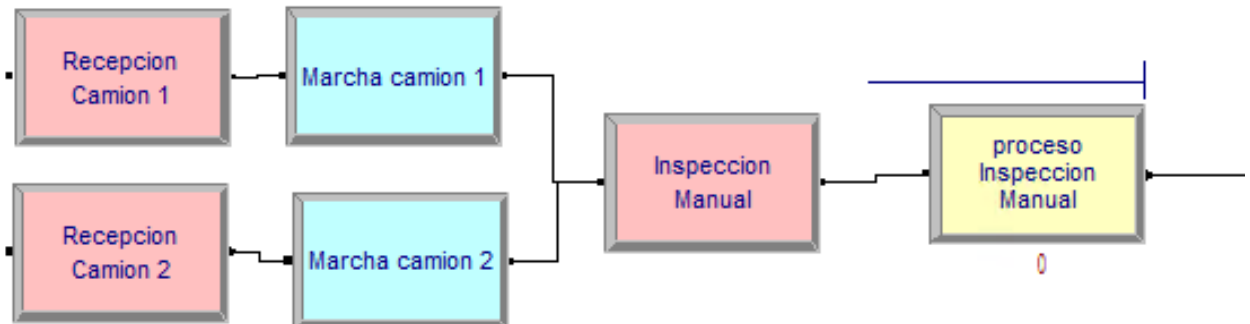 Recepcion
Camion 1
Marcha camion 1
Inspeccion
Manual
proceso
Inspeccion
Manual
0
Recepcion
Camion 2
Marcha camion 2